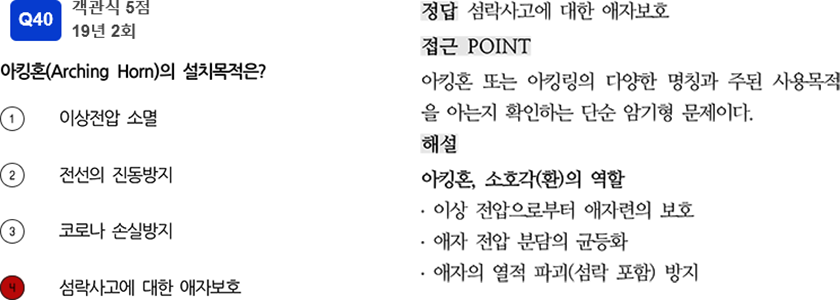 Q40
객관식 5점
19년 2회
아킹혼(Arching Horn)의 설치목적은?
1 이상전압 소멸
2 전선의 진동방지
3 코로나 손실방지
4 섬락사고에 대한 애자보호
정답 섬락사고에 대한 애자보호
접근 POINT
아킹혼 또는 아킹링의 다양한 명칭과 주된 사용목적
을 아는지 확인하는 단순 암기형 문제이다.
해설
아킹혼, 소호각(환)의 역할
· 이상 전압으로부터 애자련의 보호
· 애자 전압 분담의 균등화
· 애자의 열적 파괴(섬락 포함) 방지